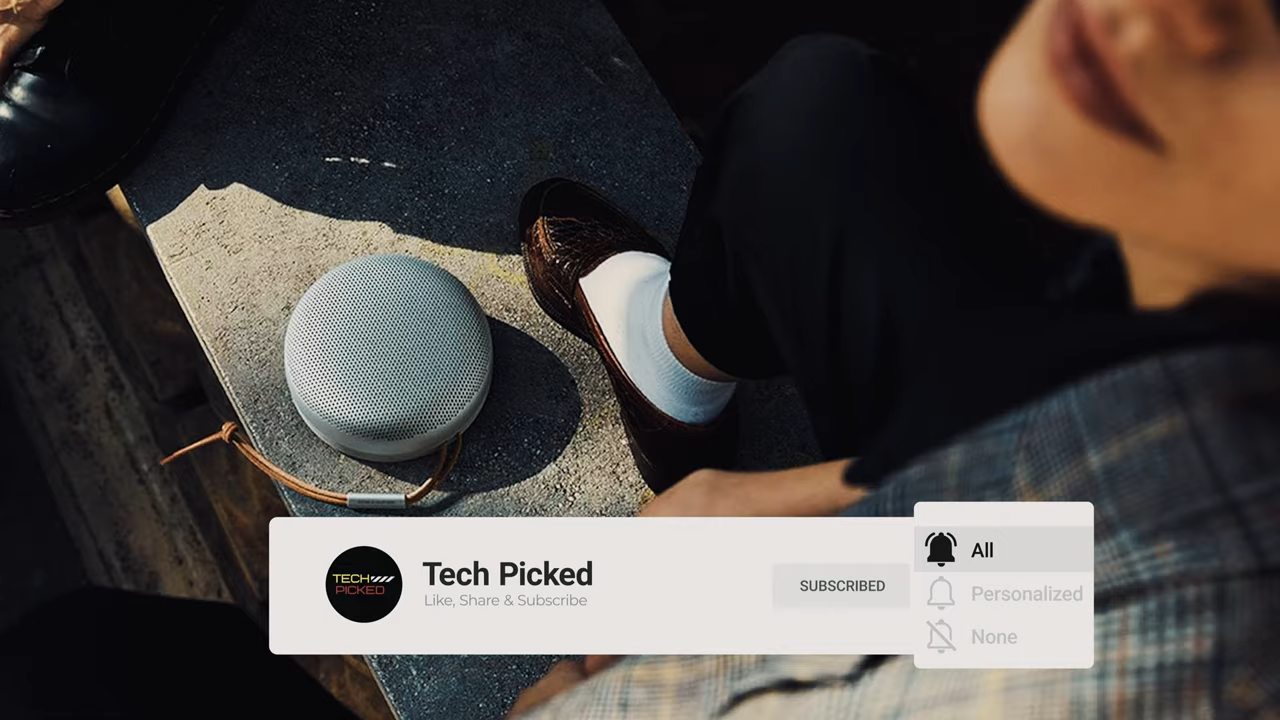 TECH
PICKED
Tech Picked
Like, Share & Subscribe
SUBSCRIBED
All
Personalized
None